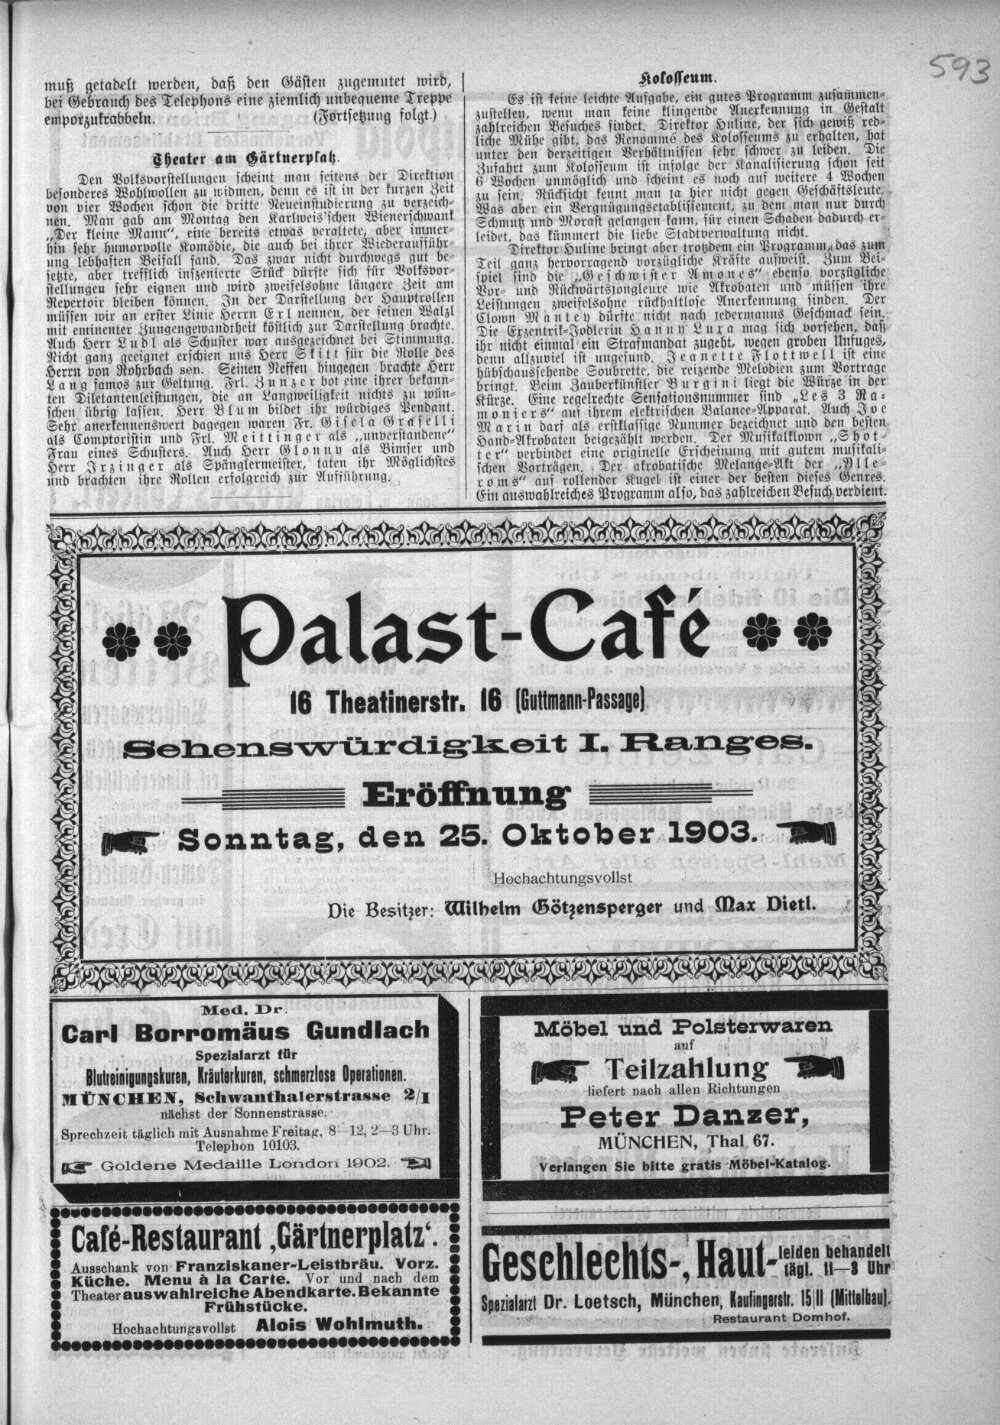 593
muß getadelt werden, daß den Gästen zugemutet wird,
bei Gebrauch des Telephons eine ziemlich unbequeme Treppe
emporzukrabbeln. (Fortsetzung folgt.)
Theater am Gärtnerplatz.
Den Volksvorstellungen scheint man seitens der Direktion
besonderes Wohlwollen zu widmen, denn es ist in der kurzen Zeit
von vier Wochen schon die dritte Neueinstudierung zu verzeich-
nen. Man gab am Montag den Karlweis'schen Wienerschwank
„Der kleine Mann“, eine bereits etwas veraltete, aber immer-
hin sehr humorvolle Komödie, die auch bei ihrer Wiederaufführ-
ung lebhaften Beifall fand. Das zwar nicht durchwegs gut be-
setzte, aber trefflich inszenierte Stück dürfte sich für Volksvor-
stellungen sehr eignen und wird zweifelsohne längere Zeit am
Repertoir bleiben können. In der Darstellung der Hauptrollen
müssen wir an erster Linie Herrn Erl nennen, der seinen Walzl
mit eminenter Zungengewandtheit köstlich zur Darstellung brachte.
Auch Herr Ludl als Schuster war ausgezeichnet bei Stimmung.
Nicht ganz geeignet erschien uns Herr Skitt für die Rolle des
Herrn von Rohrbach sen. Seinen Neffen hingegen brachte Herr
Lang famos zur Geltung. Frl. Zunzer bot eine ihrer bekann-
ten Diletantenleistungen, die an Langweiligkeit nichts zu wün-
schen übrig lassen. Herr Blum bildet ihr würdiges Pendant.
Sehr anerkennenswert dagegen waren Fr. Gisela Graselli
als Comptoristin und Frl. Meittinger als „unverstandene“
Frau eines Schusters. Auch Herr Glonny als Bimser und
Herr Irzinger als Spänglermeister, taten ihr Möglichstes
und brachten ihre Rollen erfolgreich zur Aufführung.
Kolosseum.
Es ist keine leichte Aufgabe, ein gutes Programm zusammen-
zustellen, wenn man keine klingende Anerkennung in Gestalt
zahlreichen Besuches findet. Direktor Huline, der sich gewiß red-
liche Mühe gibt, das Renommé des Kolosseums zu erhalten, hat
unter den derzeitigen Verhältnissen sehr schwer zu leiden. Die
Zufahrt zum Kolosseum ist infolge der Kanalisierung schon seit
6 Wochen unmöglich und scheint es noch auf weitere 4 Wochen
zu sein. Rücksicht kennt man ja hier nicht gegen Geschäftsleute.
Was aber ein Vergnügungsetablissement, zu dem man nur durch
Schmutz und Morast gelangen kann, für einen Schaden dadurch er-
leidet, das kümmert die liebe Stadtverwaltung nicht.
Direktor Huline bringt aber trotzdem ein Programm, das zum
Teil ganz hervorragend vorzügliche Kräfte aufweist. Zum Bei-
spiel sind die „Geschwister Amones“ ebenso vorzügliche
Vor- und Rückwärtsjongleure wie Akrobaten und müssen ihre
Leistungen zweifelsohne rückhaltlose Anerkennung finden. Der
Clown Mantey dürfte nicht nach jedermanns Geschmack sein.
Die Exzentrik-Jodlerin Hanny Luxa mag sich vorsehen, daß
ihr nicht einmal ein Strafmandat zugeht, wegen groben Unfuges,
denn allzuviel ist ungesund. Jeanette Flottwell ist eine
hübschaussehende Soubrette, die reizende Melodien zum Vortrage
bringt. Beim Zauberkünstler Burgini liegt die Würze in der
Kürze. Eine regelrechte Sensationsnummer sind „Les 3 Ra-
moniers“ auf ihrem elektrischen Balance-Apparat. Auch Joe
Marin darf als erstklassige Nummer bezeichnet und den besten
Hand-Akrobaten beigezählt werden. Der Musikalklown „Shot-
ter“ verbindet eine originelle Erscheinung mit gutem musikali-
schen Vorträgen. Der akrobatische Melange-Akt der „Ylle-
roms“ auf rollender Kugel ist einer der besten dieses Genres.
Ein auswahlreiches Programm also, das zahlreichen Besuch verdient.
Palast-Café
16 Theatinerstr. 16 (Guttmann-Passage)
Sehenswürdigkeit I. Ranges.
Eröffnung
Sonntag, den 25. Oktober 1903.
Hochachtungsvollst
Die Besitzer: Wilhelm Götzensperger und Max Dietl.
Med. Dr.
Carl Borromäus Gundlach
Spezialarzt für
Blutreinigungskuren, Kräuterkuren, schmerzlose Operationen.
MÜNCHEN, Schwanthalerstrasse 2/I
nächst der Sonnenstrasse.
Sprechzeit täglich mit Ausnahme Freitag, 8—12, 2—3 Uhr.
Telephon 10103.
Goldene Medaille London 1902.
Möbel und Polsterwaren
auf
Teilzahlung
liefert nach allen Richtungen
Peter Danzer,
MÜNCHEN, Thal 67.
Verlangen Sie bitte gratis Möbel-Katalog.
Café-Restaurant ‚Gärtnerplatz‘.
Ausschank von Franziskaner-Leistbräu. Vorz.
Küche. Menu à la Carte. Vor und nach dem
Theater auswahlreiche Abendkarte. Bekannte
Frühstücke.
Hochachtungsvollst Alois Wohlmuth.
Geschlechts-, Haut- leiden behandelt
tägl. 11—3 Uhr
Spezialarzt Dr. Loetsch, München, Kaufingerstr. 15|II (Mittelbau).
Restaurant Domhof.